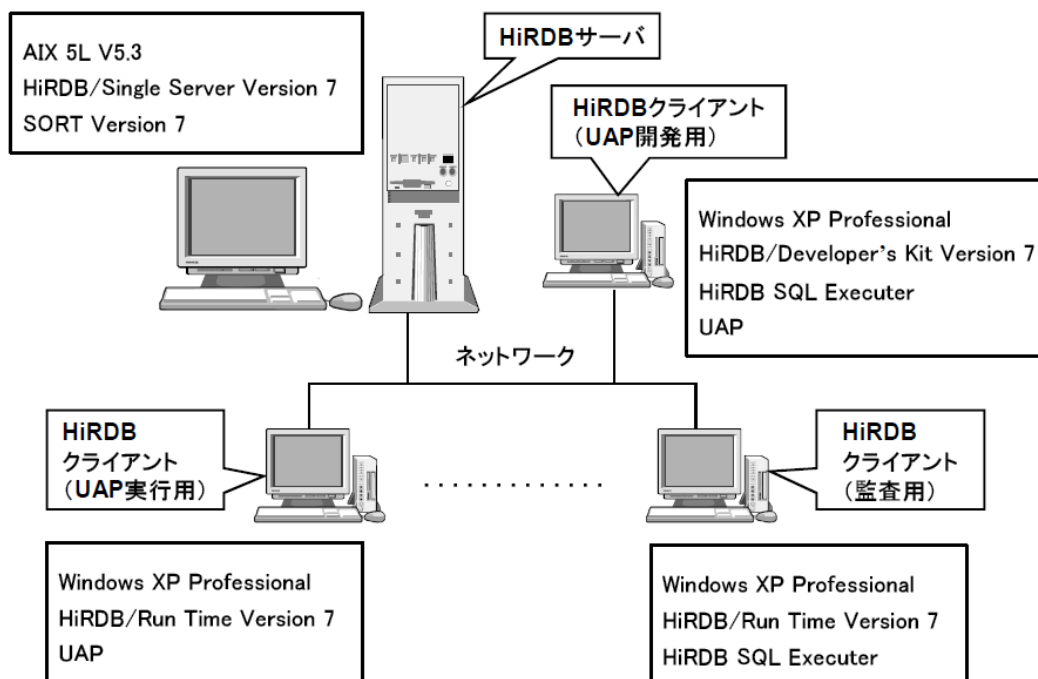 AIX 5L V5.3
HiRDB/Single Server Version 7
SORT Version 7
HiRDBサーバ
HiRDBクライアント
(UAP開発用)
Windows XP Professional
HiRDB/Developer's Kit Version 7
HiRDB SQL Executer
UAP
ネットワーク
HiRDB
クライアント
(UAP実行用)
HiRDB
クライアント
(監査用)
Windows XP Professional
HiRDB/Run Time Version 7
UAP
Windows XP Professional
HiRDB/Run Time Version 7
HiRDB SQL Executer